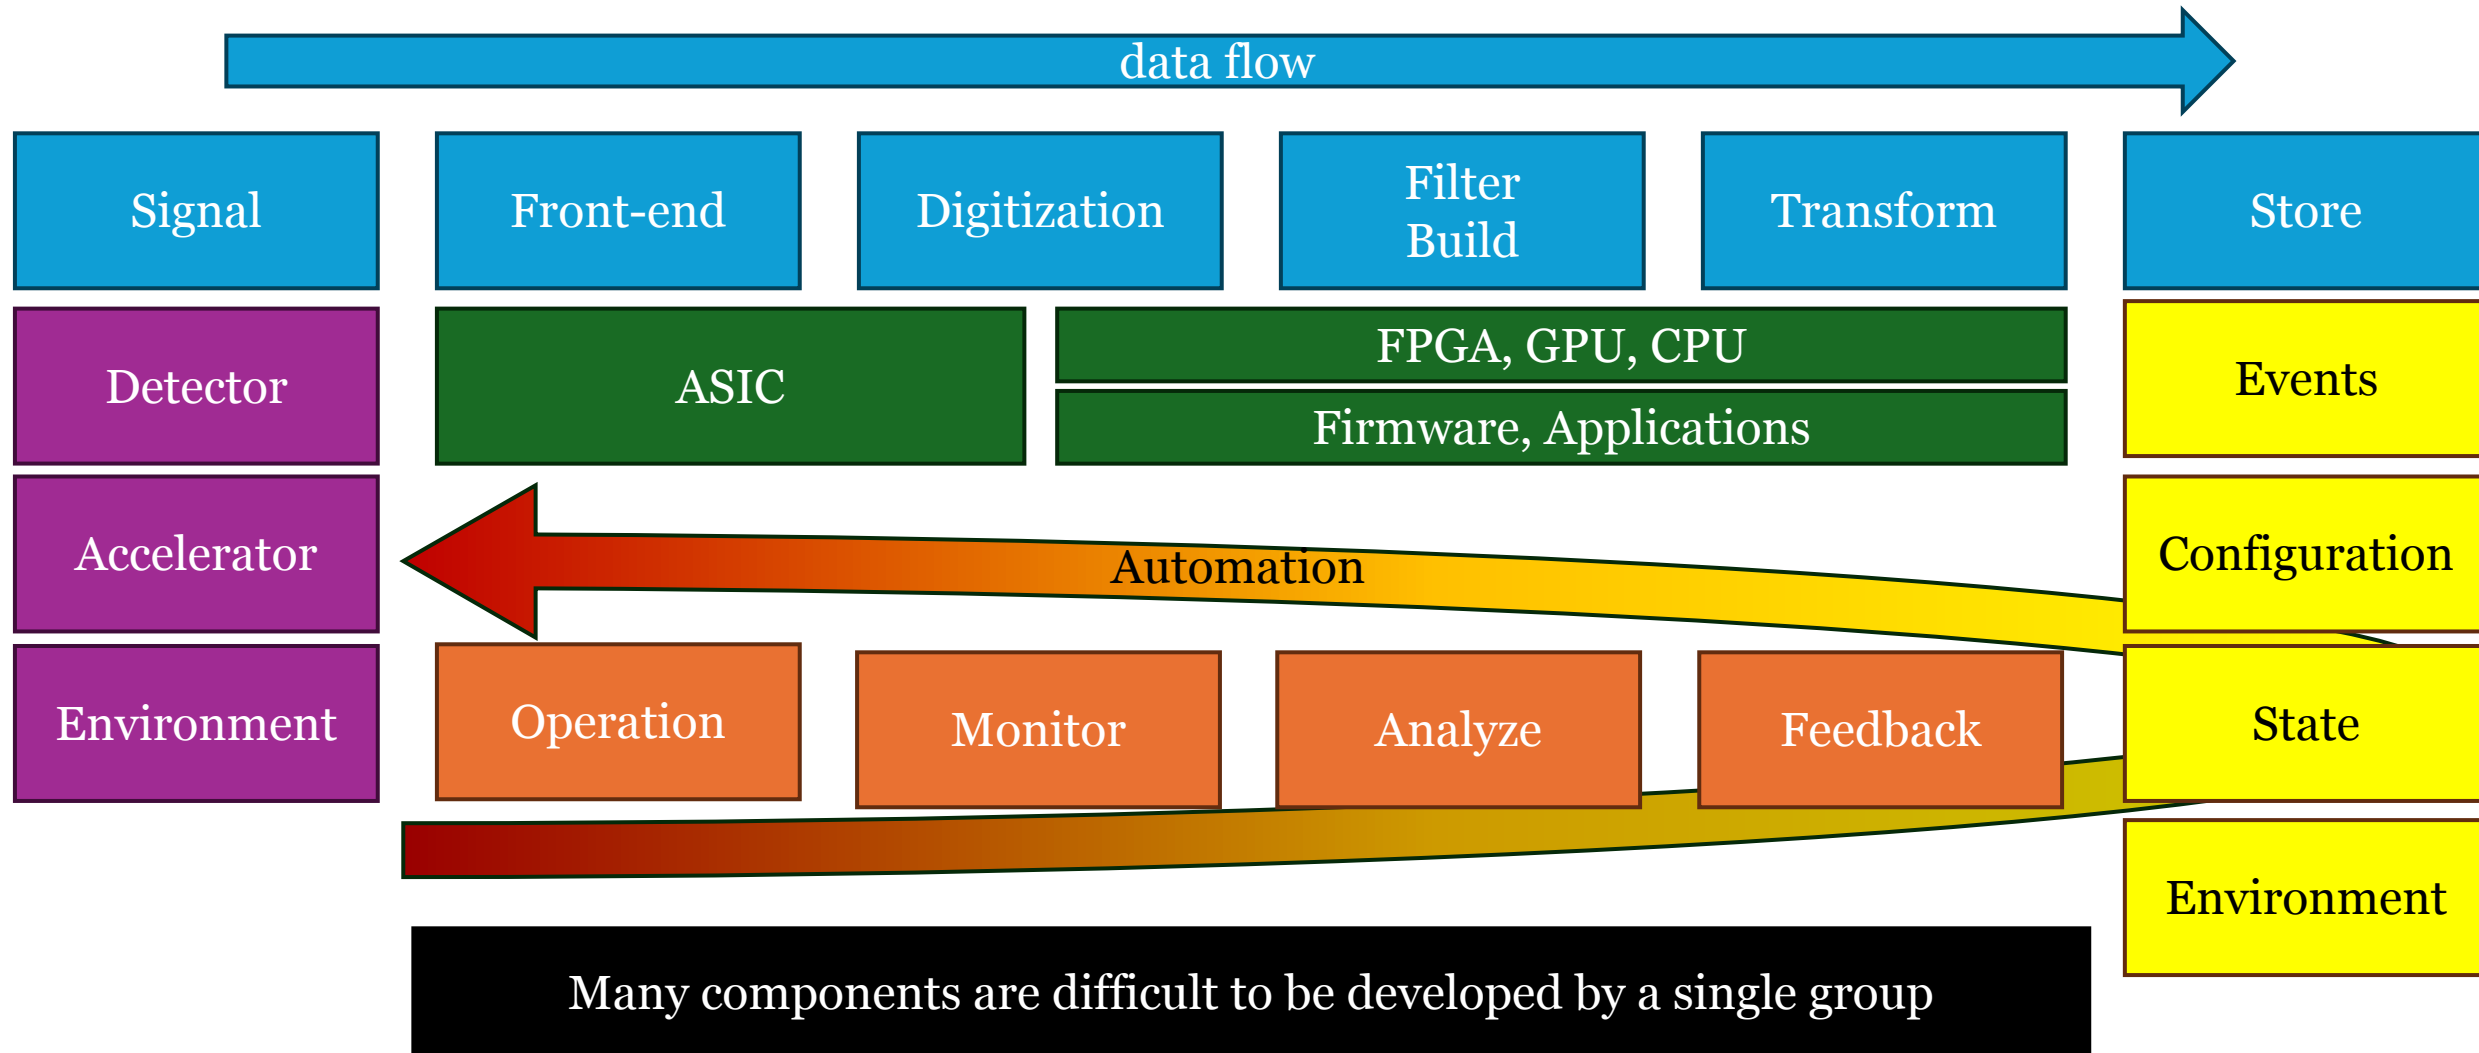 data flow
Signal
Front-end
Digitization
Filter
Build
Transform
Store
Detector
ASIC
FPGA, GPU, CPU
Firmware, Applications
Events
Accelerator
Automation
Configuration
Environment
Operation
Monitor
Analyze
Feedback
State
Environment
Many components are difficult to be developed by a single group